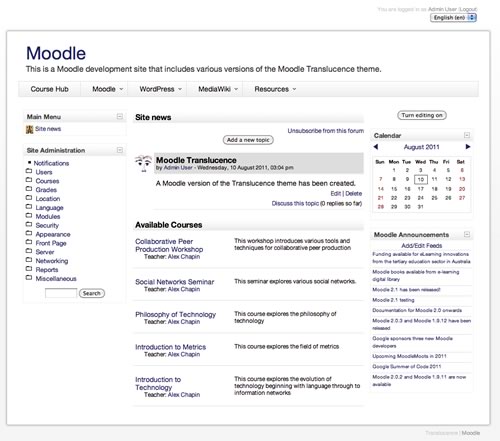 You are logged in as Admin User (Logout)
English (en)
Moodle
This is a Moodle development site that includes various versions of the Moodle Translucence theme.
Course Hub Moodle WordPress MediaWiki Resources
Main Menu
Site news
Site Administration
Notifications
Users
Courses
Grades
Location
Language
Modules
Security
Appearance
Front Page
Server
Networking
Reports
Miscellaneous
Search
Site news
Unsubscribe from this forum
Add a new topic
Moodle Translucence
by Admin User - Wednesday, 10 August 2011, 03:04 pm
A Moodle version of the Translucence theme has been created.
Edit | Delete
Discuss this topic (0 replies so far)
Available Courses
Collaborative Peer
Production Workshop
Teacher: Alex Chapin
This workshop introduces various tools and
techniques for collaborative peer production
Social Networks Seminar
Teacher: Alex Chapin
This seminar explores various social networks.
Philosophy of Technology
Teacher: Alex Chapin
This course explores the philosophy of
technology
Introduction to Metrics
Teacher: Alex Chapin
This course explores the field of metrics
Introduction to
Technology
Teacher: Alex Chapin
This course explores the evolution of
technology beginning with language through to
information networks
Turn editing on
Calendar
August 2011
Sun Mon Tue Wed Thu Fri Sat
1 2 3 4 5 6
7 8 9 10 11 12 13
14 15 16 17 18 19 20
21 22 23 24 25 26 27
28 29 30 31
Moodle Announcements
Add/Edit Feeds
Funding available for eLearning innovations
from the tertiary education sector in Australia
Moodle books available from e-learning
digital library
Moodle 2.1 has been released!
Moodle 2.1 testing
Documentation for Moodle 2.0 onwards
Moodle 2.0.3 and Moodle 1.9.12 have been
released.
Google sponsors three new Moodle
developers
Upcoming MoodleMoots in 2011
Google Summer of Code 2011
Moodle 2.0.2 and Moodle 1.9.11 are now
available
Translucence | Moodle